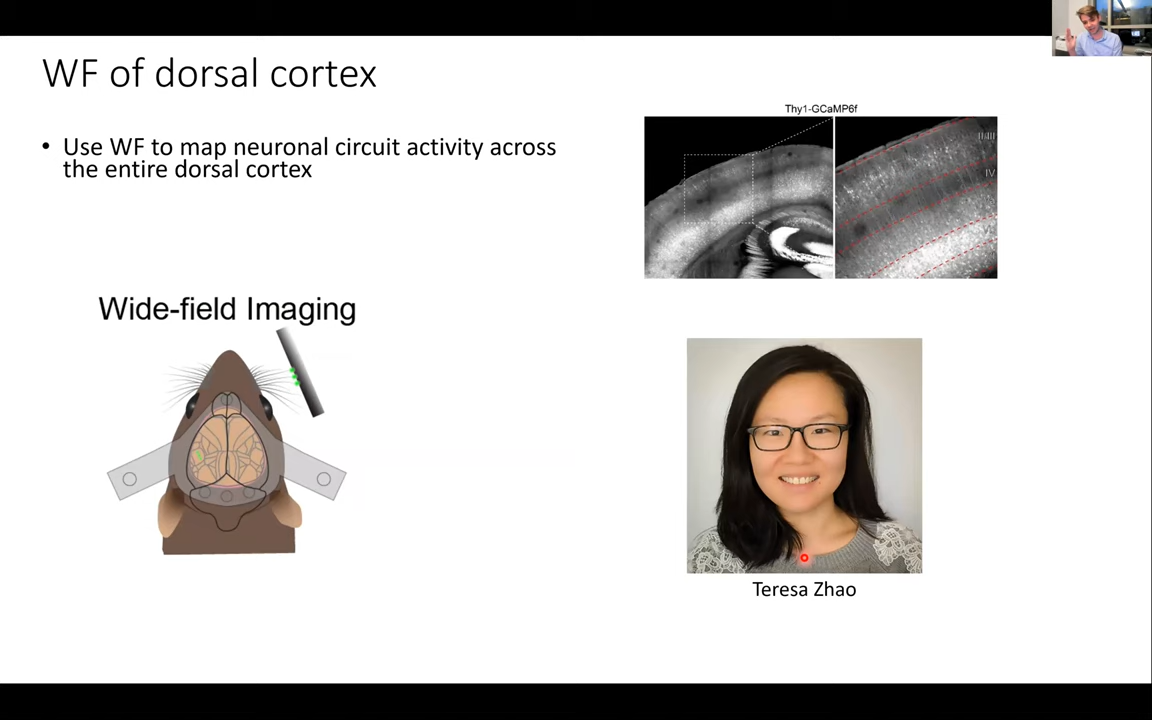 WF of dorsal cortex
• Use WF to map neuronal circuit activity across
the entire dorsal cortex
Thy1-GCaMP6f
II/III
IV
Wide-field Imaging
Teresa Zhao